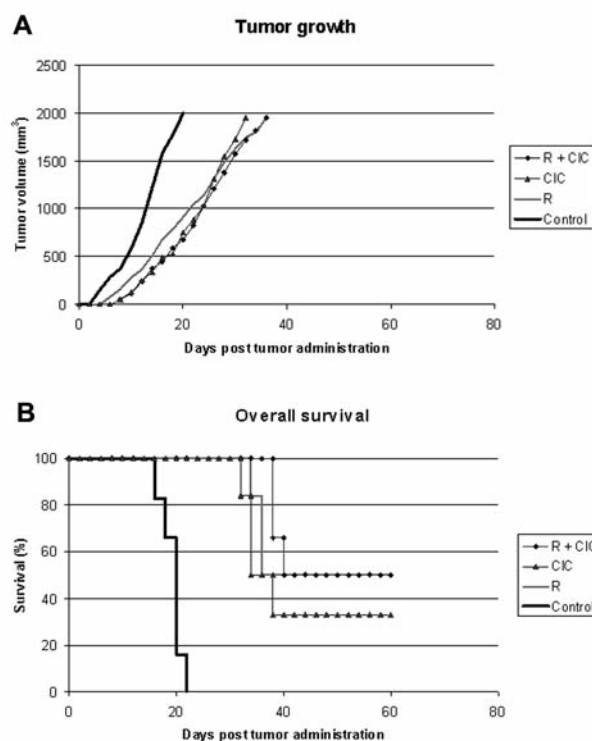 A
Tumor growth
Tumor volume (mm³)
2500
2000
1500
1000
500
0
0 20 40 60 80
Days post tumor administration
R + CIC
CIC
R
Control
B
Overall survival
Survival (%)
100
80
60
40
20
0
0 20 40 60 80
Days post tumor administration
R + CIC
CIC
R
Control